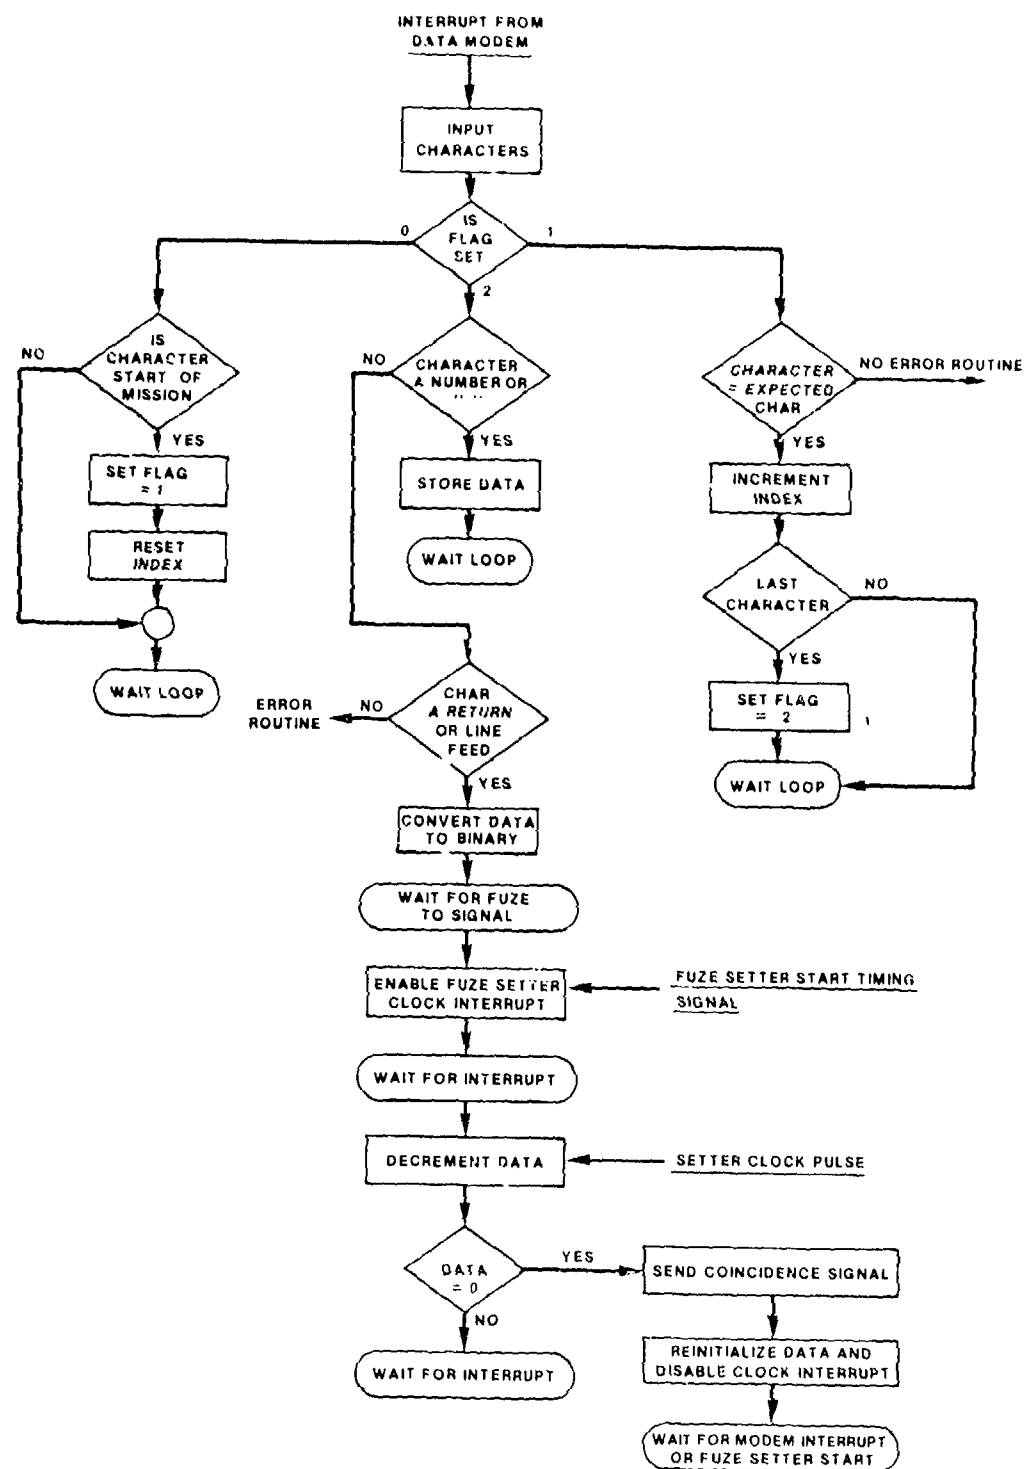 INTERRUPT FROM
DATA MODEM
INPUT
CHARACTERS
IS
FLAG
SET
0
1
2
IS
CHARACTER
START OF
MISSION
NO
YES
SET FLAG
= 1
RESET
INDEX
WAIT LOOP
CHARACTER
A NUMBER OR
NO
YES
STORE DATA
WAIT LOOP
CHARACTER
= EXPECTED
CHAR
NO ERROR ROUTINE
YES
INCREMENT
INDEX
LAST
CHARACTER
NO
YES
SET FLAG
= 2
WAIT LOOP
CHAR
A RETURN
OR LINE
FEED
NO
ERROR
ROUTINE
YES
CONVERT DATA
TO BINARY
WAIT FOR FUZE
TO SIGNAL
ENABLE FUZE SETTER
CLOCK INTERRUPT
FUZE SETTER START TIMING
SIGNAL
WAIT FOR INTERRUPT
DECREMENT DATA
SETTER CLOCK PULSE
DATA
= 0
YES
SEND COINCIDENCE SIGNAL
NO
WAIT FOR INTERRUPT
REINITIALIZE DATA AND
DISABLE CLOCK INTERRUPT
WAIT FOR MODEM INTERRUPT
OR FUZE SETTER START